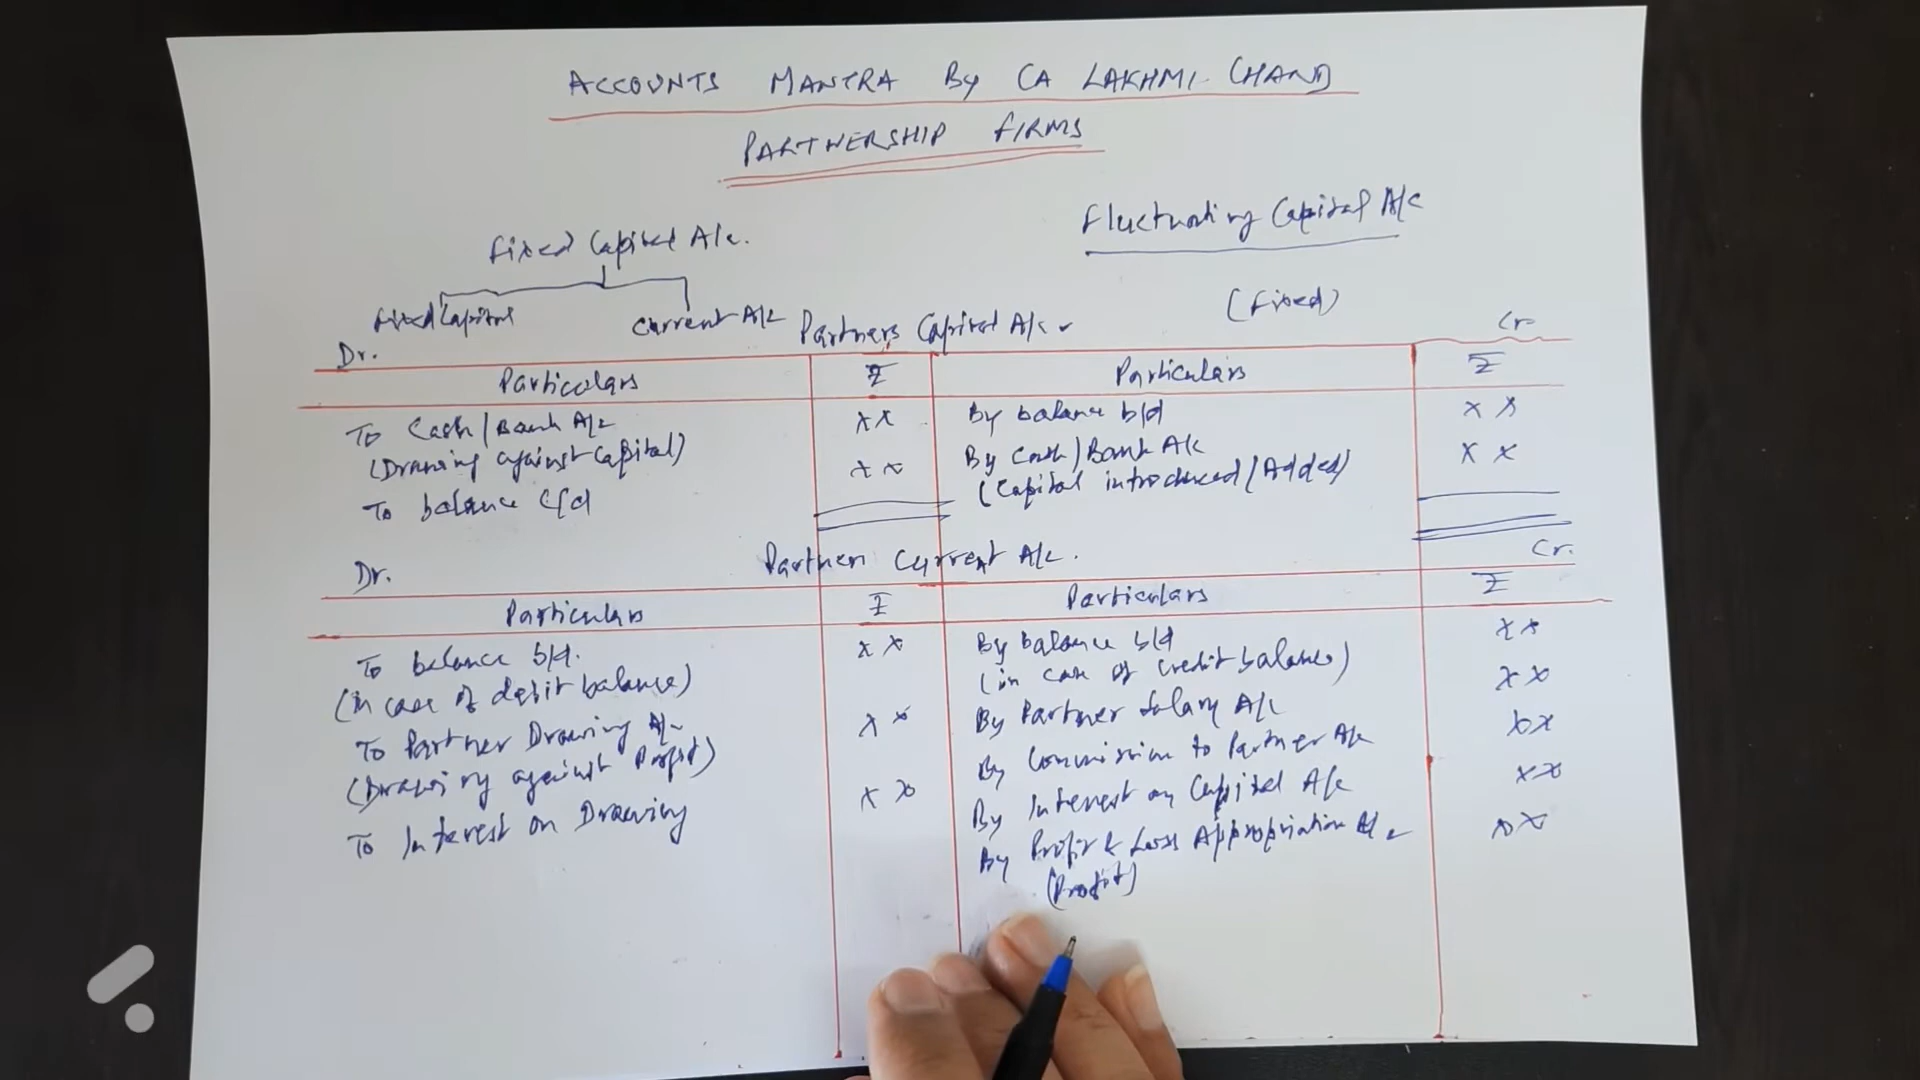 ACCOUNTS MANTRA By CA LAKHMI CHAND
PARTNERSHIP FIRMS
Fixed Capital A/c.
Fluctuating Capital A/c
Fixed Capital
Current A/c
Partners Capital A/c
(Fixed)
Dr.
Cr.
Particulars ₹ Particulars ₹
To Cash/Bank A/c xx By balance b/d xx
(Drawing against Capital) xx By Cash/Bank A/c xx
To balance c/d (Capital introduced/Added)
Dr. Partners Current A/c. Cr.
Particulars ₹ Particulars ₹
To balance b/d. xx By balance b/d xx
(in case of debit balance) (in case of credit balance)
To Partner Drawing A/c xx By Partner Salary A/c xx
(Drawing against Profit) By Commission to Partner A/c xx
To Interest on Drawing xx By Interest on Capital A/c xx
By Profit & Loss Appropriation A/c xx
(Profit)